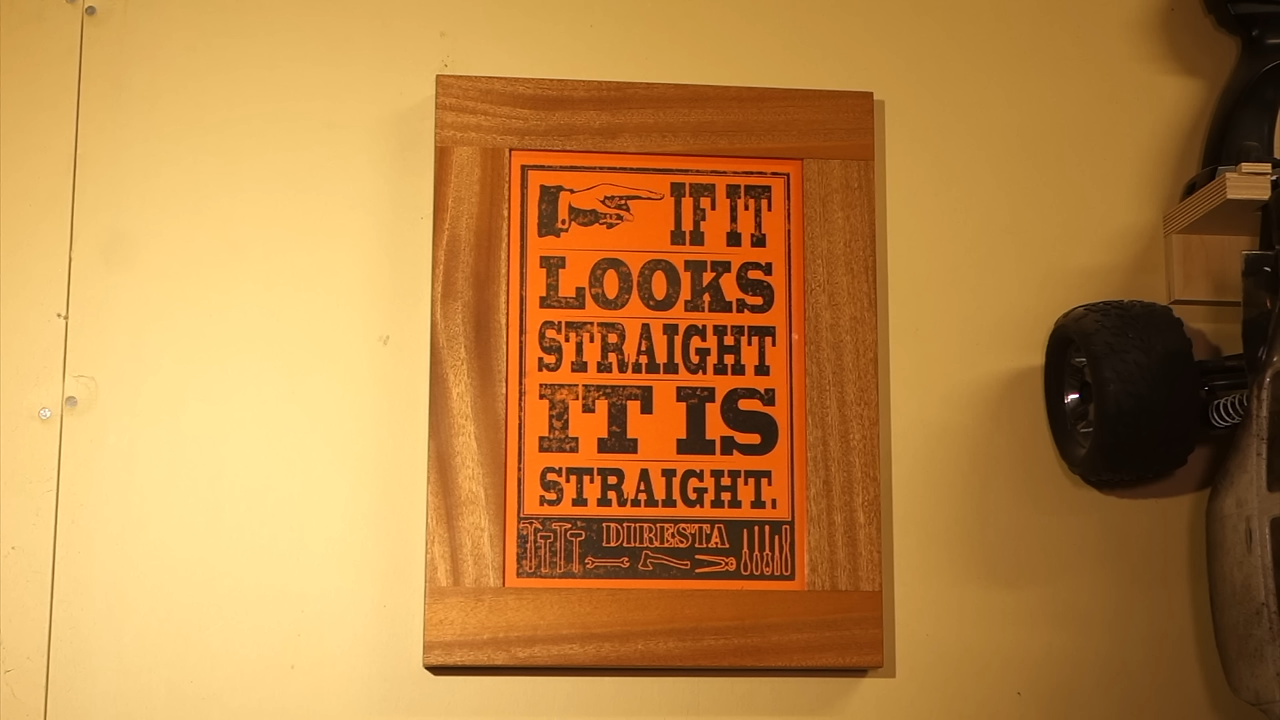 IF IT
LOOKS
STRAIGHT
IT IS
STRAIGHT.
DIRESTA